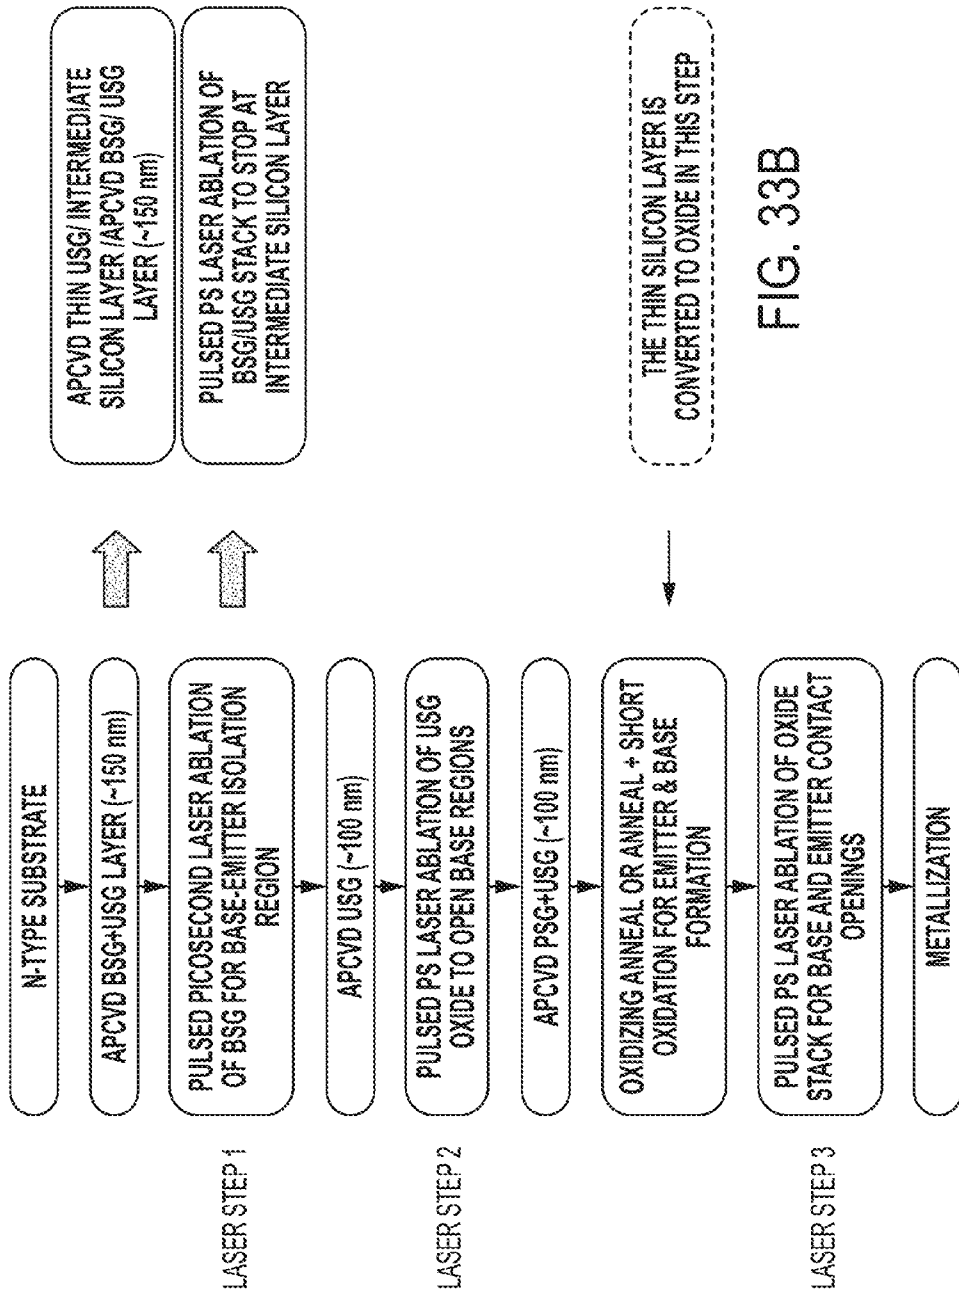 N-TYPE SUBSTRATE
APCVD BSG+USG LAYER (~150 nm)
APCVD THIN USG/ INTERMEDIATE
SILICON LAYER /APCVD BSG/ USG
LAYER (~150 nm)
LASER STEP 1
PULSED PICOSECOND LASER ABLATION
OF BSG FOR BASE-EMITTER ISOLATION
REGION
PULSED PS LASER ABLATION OF
BSG/USG STACK TO STOP AT
INTERMEDIATE SILICON LAYER
APCVD USG (~100 nm)
LASER STEP 2
PULSED PS LASER ABLATION OF USG
OXIDE TO OPEN BASE REGIONS
APCVD PSG+USG (~100 nm)
OXIDIZING ANNEAL OR ANNEAL + SHORT
OXIDATION FOR EMITTER & BASE
FORMATION
THE THIN SILICON LAYER IS
CONVERTED TO OXIDE IN THIS STEP
LASER STEP 3
PULSED PS LASER ABLATION OF OXIDE
STACK FOR BASE AND EMITTER CONTACT
OPENINGS
METALLIZATION
FIG. 33B